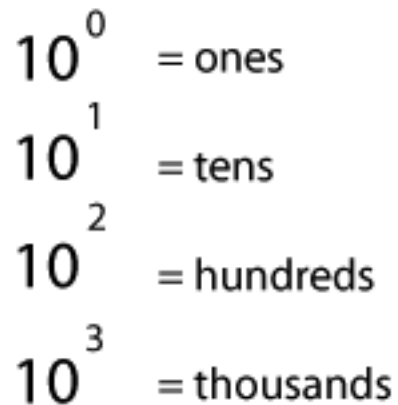 10⁰ = ones
10¹ = tens
10² = hundreds
10³ = thousands